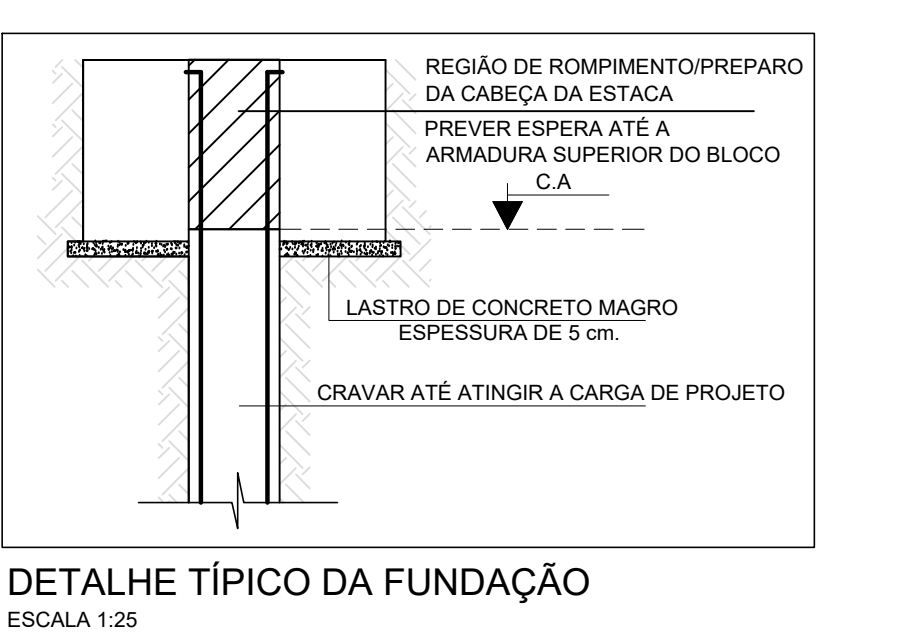 REGIÃO DE ROMPIMENTO/PREPARO
DA CABEÇA DA ESTACA
PREVER ESPERA ATÉ A
ARMADURA SUPERIOR DO BLOCO
C.A
LASTRO DE CONCRETO MAGRO
ESPESSURA DE 5 cm.
CRAVAR ATÉ ATINGIR A CARGA DE PROJETO
DETALHE TÍPICO DA FUNDAÇÃO
ESCALA 1:25